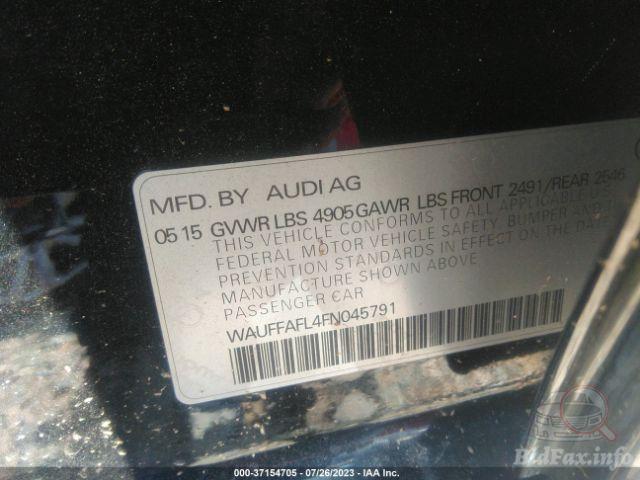 MFD. BY AUDI AG
05 15 GVWR LBS 4905 GAWR LBS FRONT 2491/REAR 2546
THIS VEHICLE CONFORMS TO ALL APPLICABLE U.S.
FEDERAL MOTOR VEHICLE SAFETY, BUMPER AND THEFT
PREVENTION STANDARDS IN EFFECT ON THE DATE OF
MANUFACTURE SHOWN ABOVE
PASSENGER CAR
WAUFFAFL4FN045791
BidFax.info
000-37154705 - 07/26/2023 - IAA Inc.